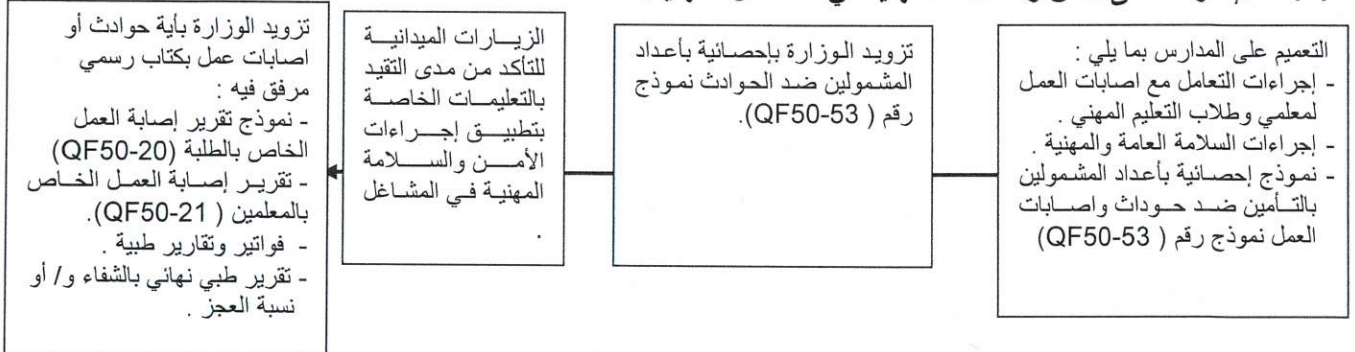 التعميم على المدارس بما يلي :
- إجراءات التعامل مع اصابات العمل
لمعلمي وطلاب التعليم المهني .
- إجراءات السلامة العامة والمهنية .
- نموذج إحصائية بأعداد المشمولين
بالتأمين ضد حوداث واصابات
العمل نموذج رقم ( QF50-53)
تزويد الوزارة بإحصائية بأعداد
المشمولين ضد الحوادث نموذج
رقم ( QF50-53).
الزيارات الميدانية
للتأكد من مدى التقيد
بالتعليمات الخاصة
بتطبيق إجراءات
الأمن والسلامة
المهنية في المشاغل
.
تزويد الوزارة بأية حوادث أو
اصابات عمل بكتاب رسمي
مرفق فيه :
- نموذج تقرير إصابة العمل
الخاص بالطلبة (QF50-20)
- تقرير إصابة العمل الخاص
بالمعلمين ( QF50-21).
- فواتير وتقارير طبية .
- تقرير طبي نهائي بالشفاء و/ أو
نسبة العجز .